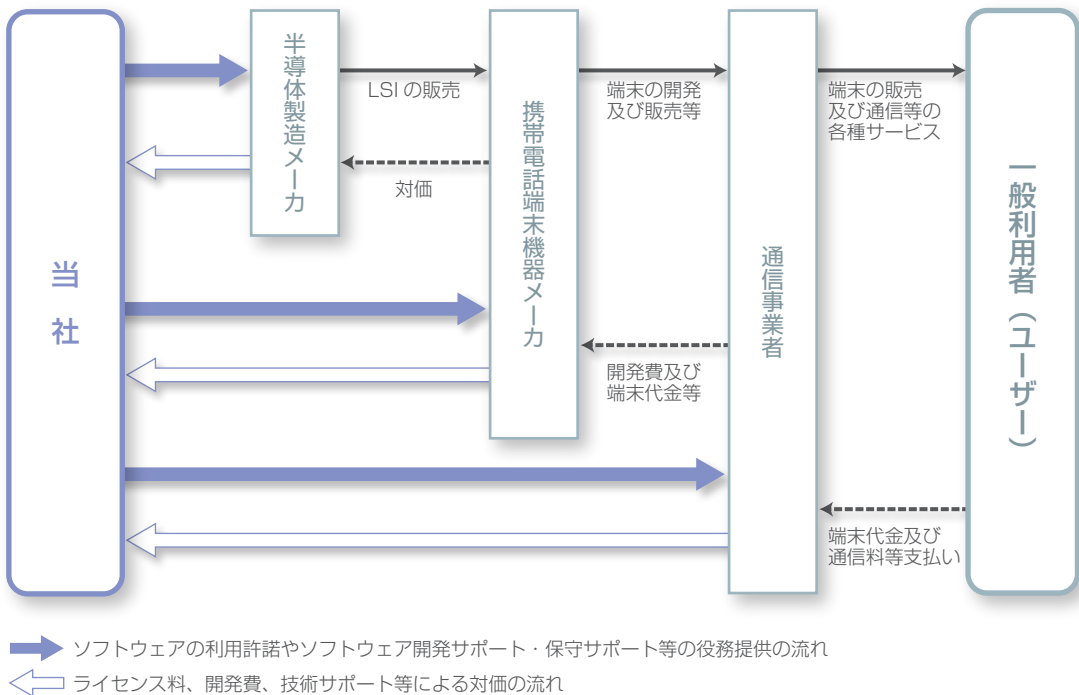 当社
半導体製造メーカ
LSIの販売
対価
携帯電話端末機器メーカ
端末の開発
及び販売等
開発費及び
端末代金等
通信事業者
端末の販売
及び通信等の
各種サービス
端末代金及び
通信料等支払い
一般利用者（ユーザー）
ソフトウェアの利用許諾やソフトウェア開発サポート・保守サポート等の役務提供の流れ
ライセンス料、開発費、技術サポート等による対価の流れ